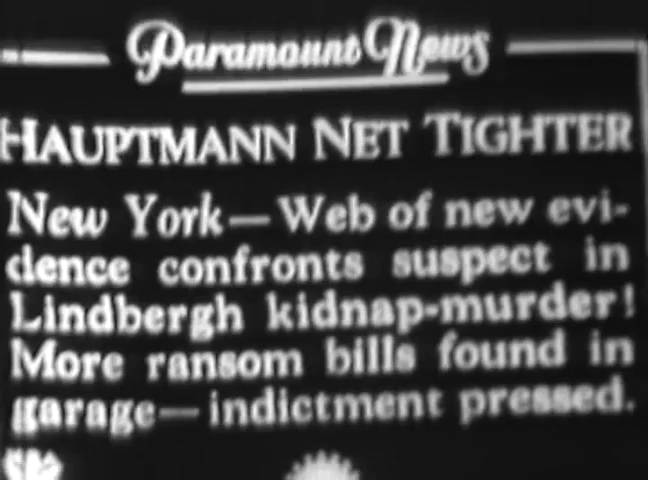 Paramount News
HAUPTMANN NET TIGHTER
New York—Web of new evi-
dence confronts suspect in
Lindbergh kidnap-murder!
More ransom bills found in
garage—indictment pressed.